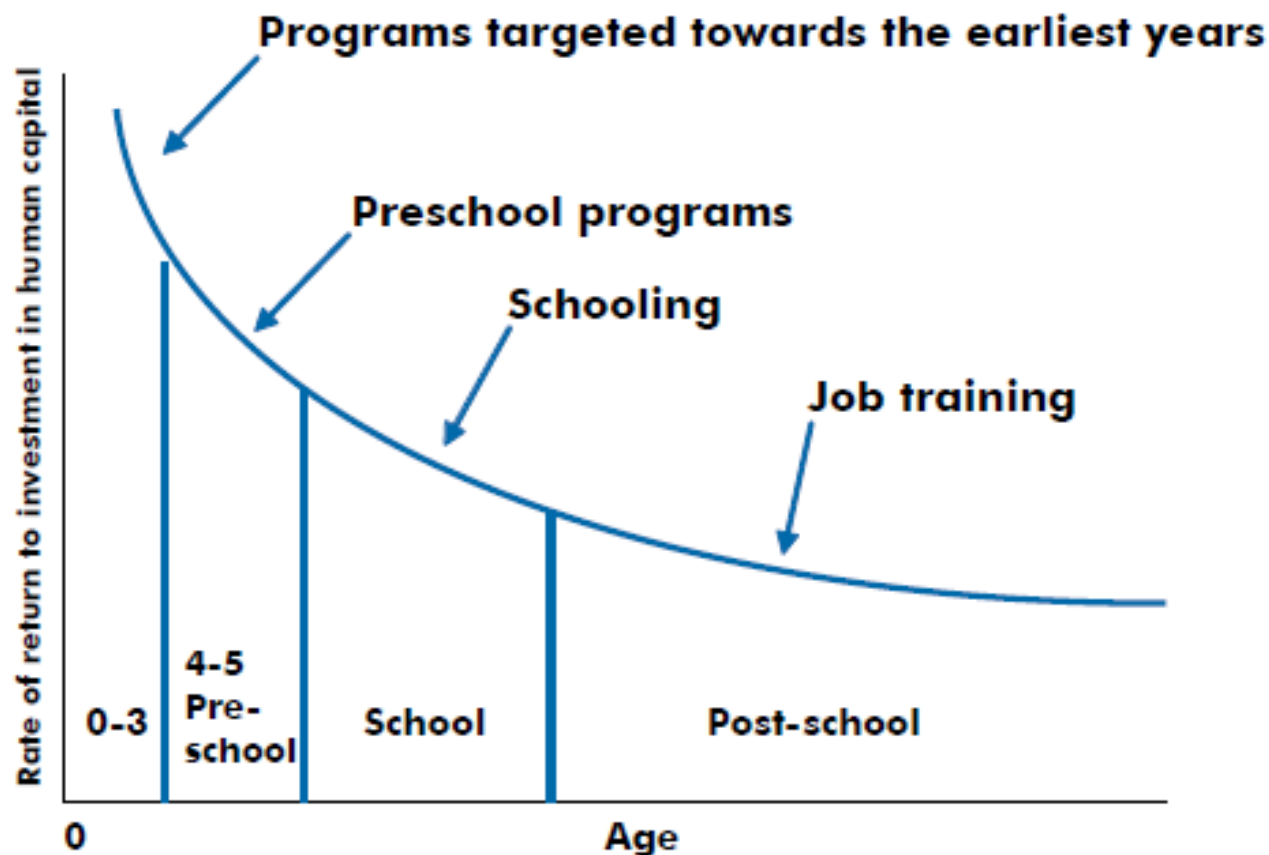 Programs targeted towards the earliest years
Preschool programs
Schooling
Job training
Rate of return to investment in human capital
0-3
4-5
Pre-
school
School
Post-school
0
Age